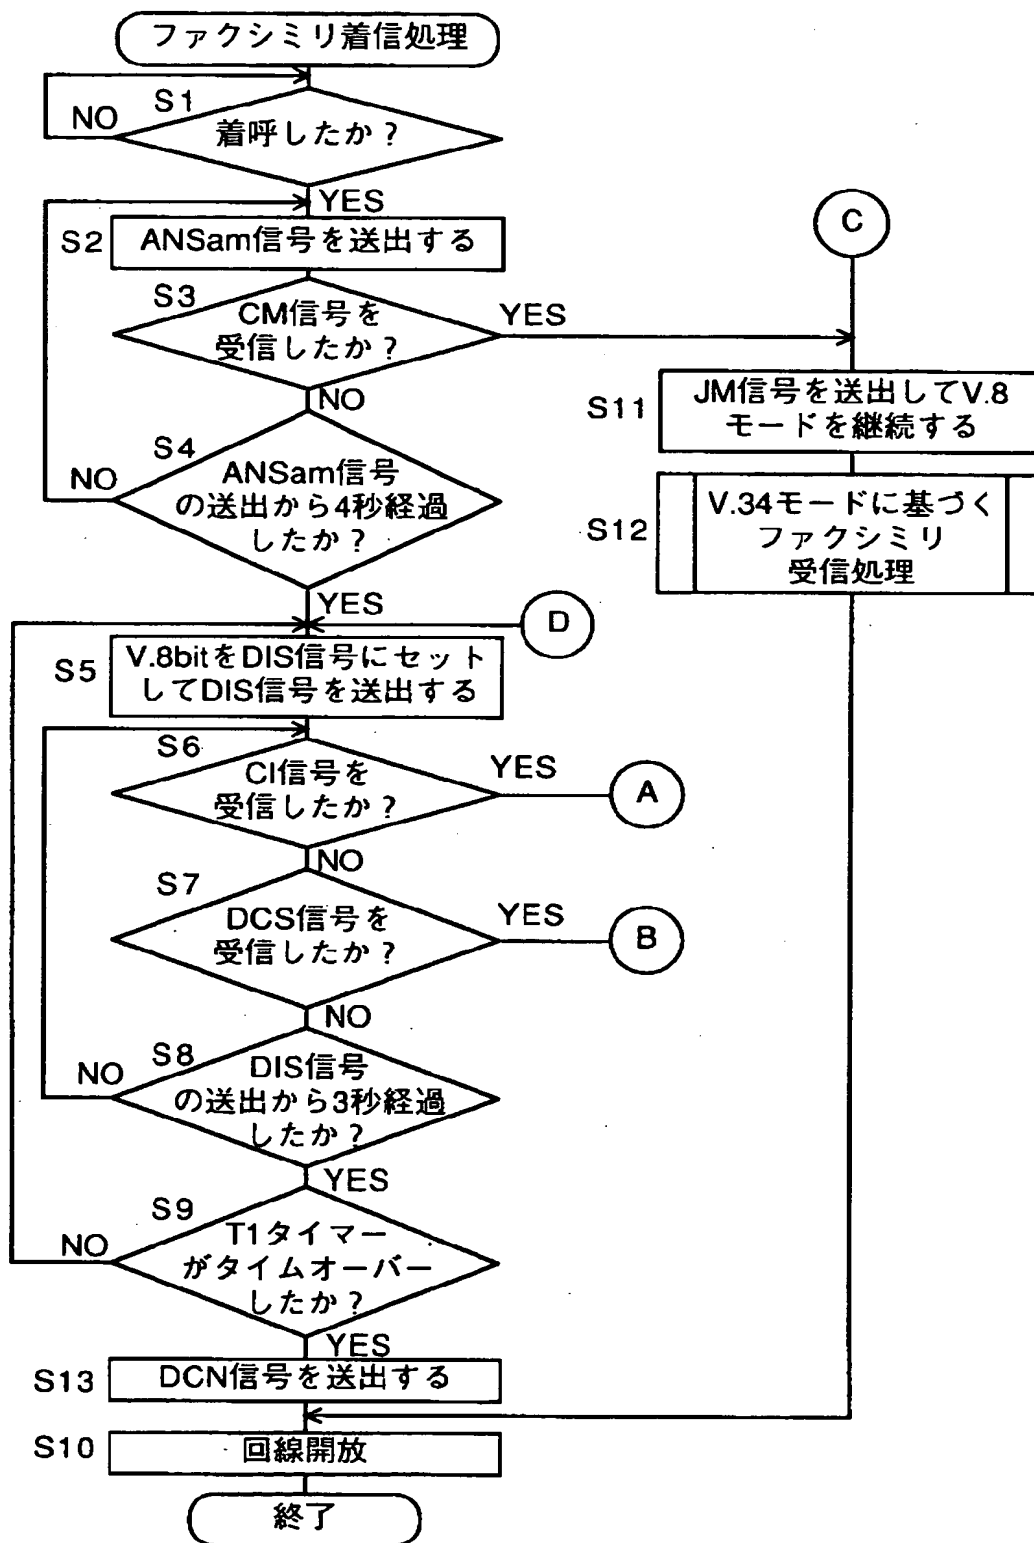 ファクシミリ着信処理
S1
NO
着呼したか?
YES
S2
ANSam信号を送出する
C
S3
CM信号を
受信したか?
YES
NO
S11
JM信号を送出してV.8
モードを継続する
S4
NO
ANSam信号
の送出から4秒経過
したか?
S12
V.34モードに基づく
ファクシミリ
受信処理
YES
D
S5
V.8bitをDIS信号にセット
してDIS信号を送出する
S6
CI信号を
受信したか?
YES
A
NO
S7
DCS信号を
受信したか?
YES
B
NO
S8
NO
DIS信号
の送出から3秒経過
したか?
YES
S9
NO
T1タイマー
がタイムオーバー
したか?
YES
S13
DCN信号を送出する
S10
回線開放
終了